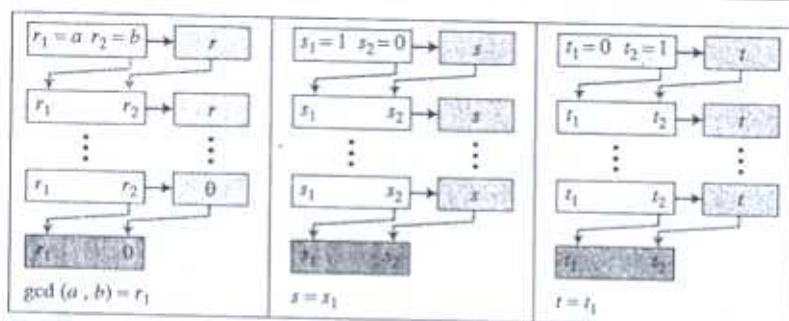 r₁ = a r₂ = b r
r₁ r₂ r
r₁ r₂ 0
r₁ 0
gcd (a , b) = r₁
s₁ = 1 s₂ = 0 s
s₁ s₂ s
s₁ s₂ s
s₁ s₂
s = s₁
t₁ = 0 t₂ = 1 t
t₁ t₂ t
t₁ t₂ t
t₁ t₂
t = t₁